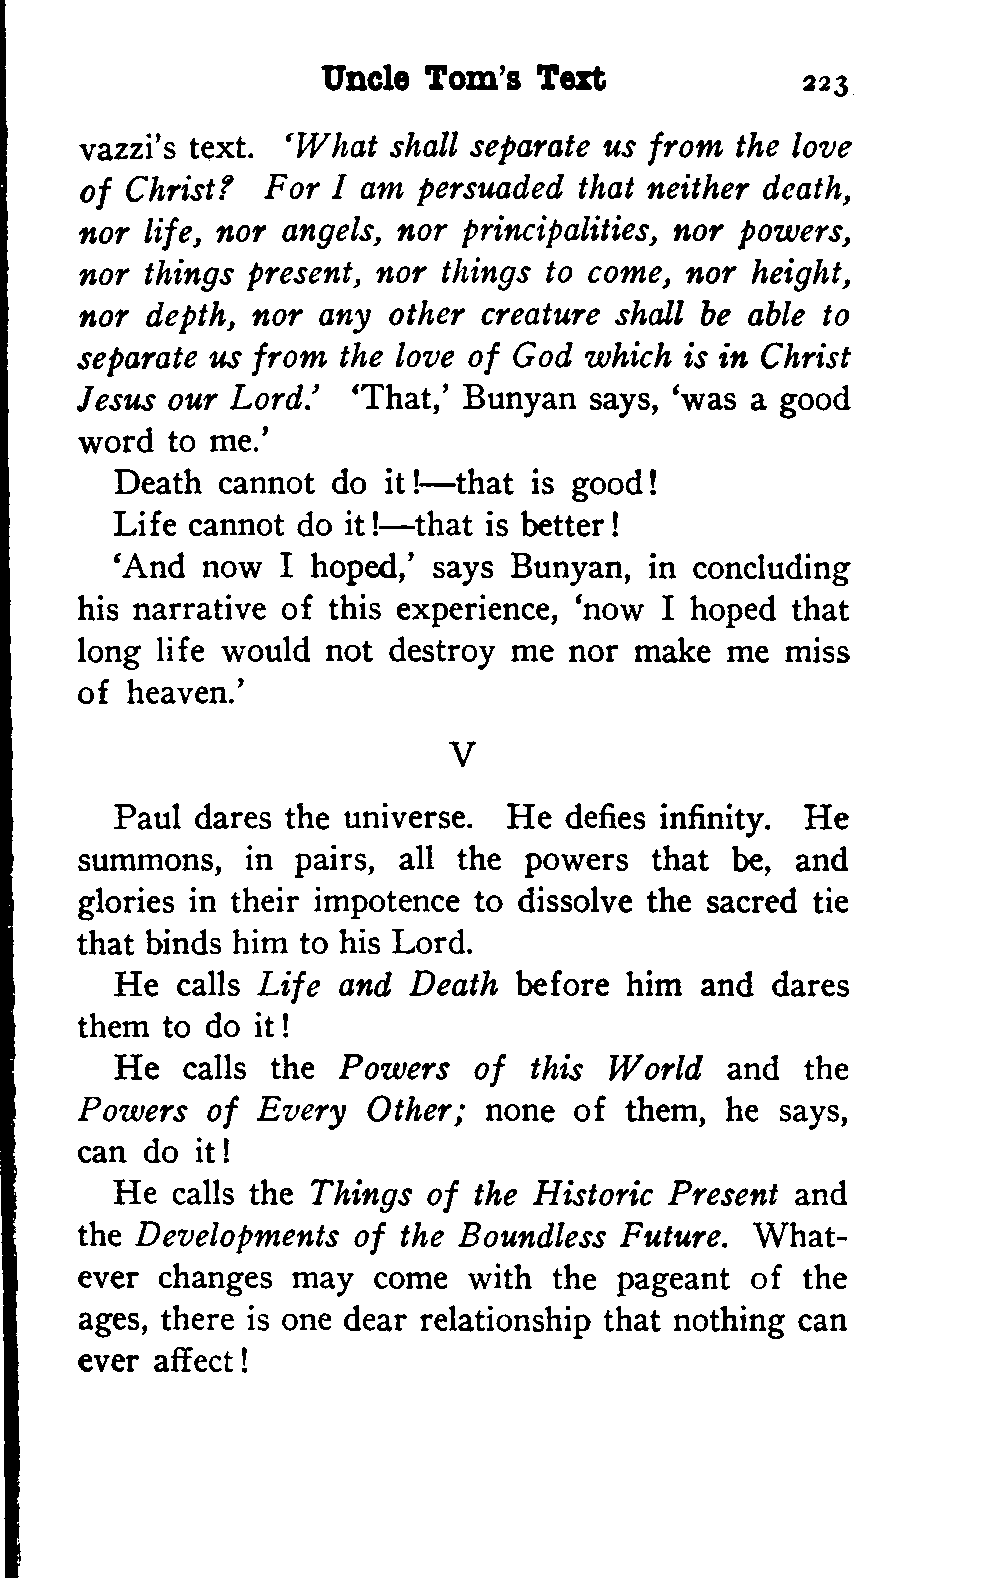 Uncle Tom's Text 223
vazzi's text. 'What shall separate us from the love
of Christ? For I am persuaded that neither death,
nor life, nor angels, nor principalities, nor powers,
nor things present, nor things to come, nor height,
nor depth, nor any other creature shall be able to
separate us from the love of God which is in Christ
Jesus our Lord.' 'That,' Bunyan says, 'was a good
word to me.'
Death cannot do it!—that is good!
Life cannot do it!—that is better!
'And now I hoped,' says Bunyan, in concluding
his narrative of this experience, 'now I hoped that
long life would not destroy me nor make me miss
of heaven.'
V
Paul dares the universe. He defies infinity. He
summons, in pairs, all the powers that be, and
glories in their impotence to dissolve the sacred tie
that binds him to his Lord.
He calls Life and Death before him and dares
them to do it!
He calls the Powers of this World and the
Powers of Every Other; none of them, he says,
can do it!
He calls the Things of the Historic Present and
the Developments of the Boundless Future. What-
ever changes may come with the pageant of the
ages, there is one dear relationship that nothing can
ever affect!